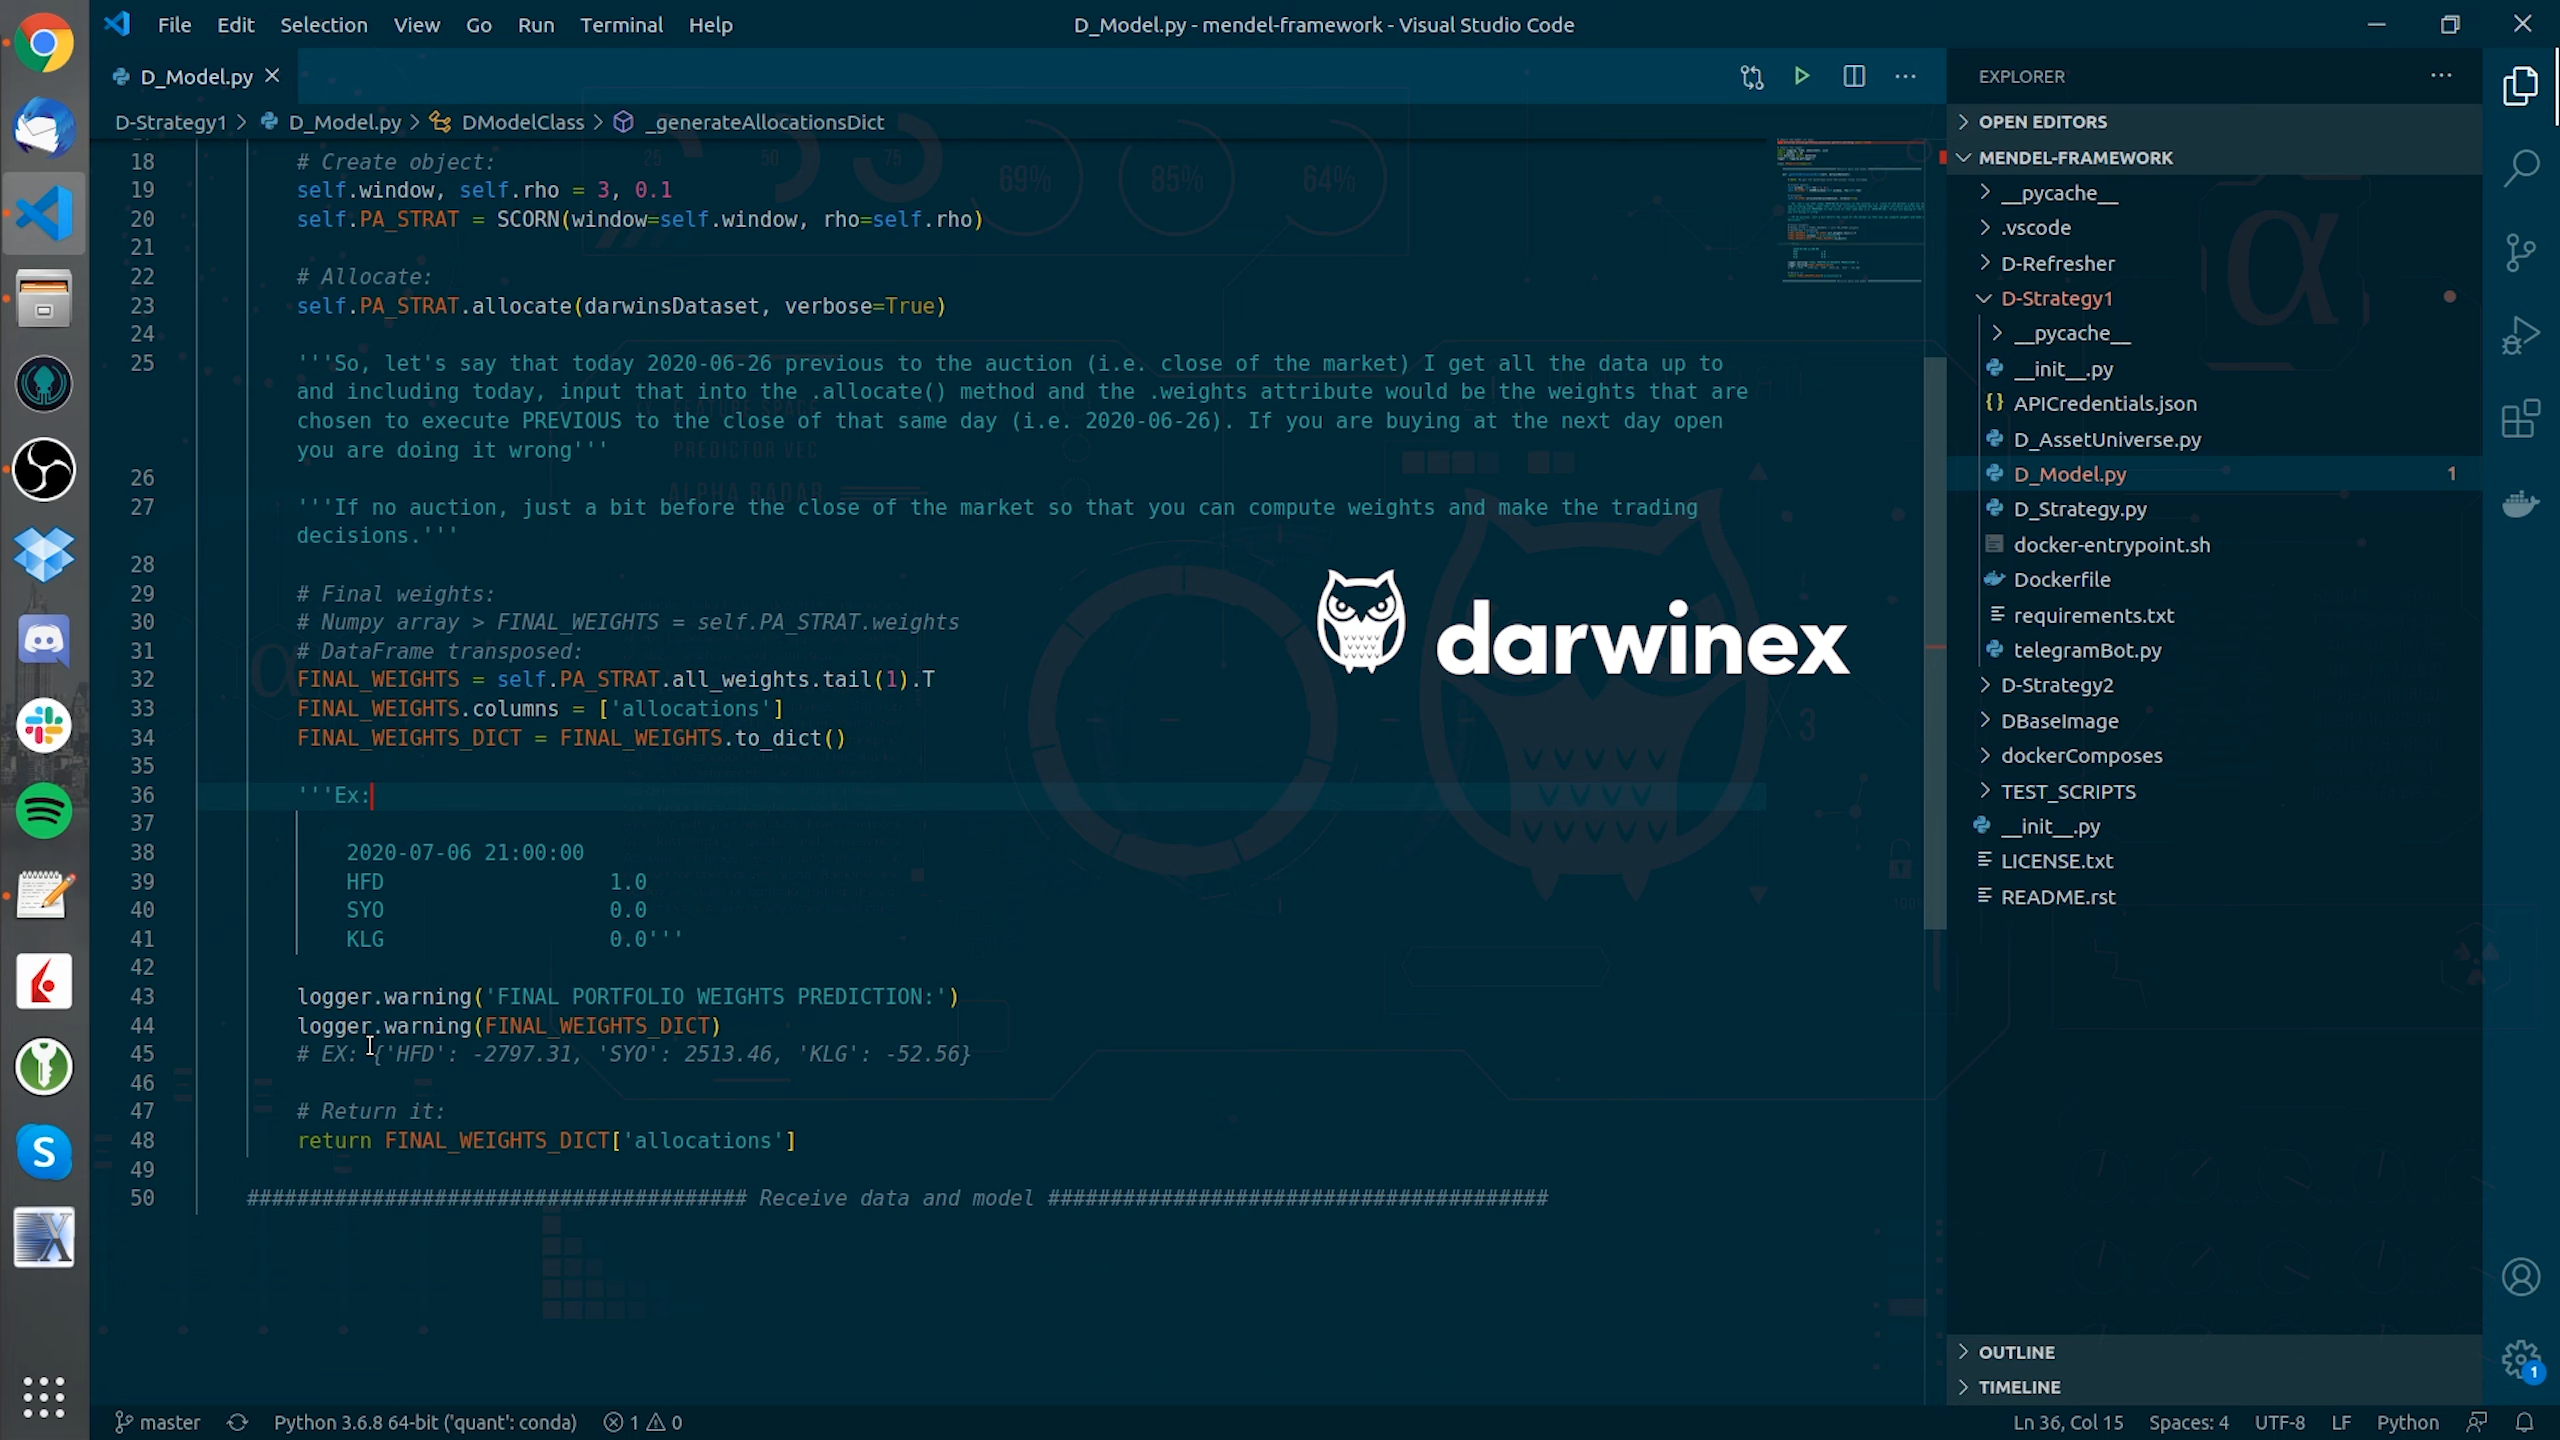 File Edit Selection View Go Run Terminal Help
D_Model.py - mendel-framework - Visual Studio Code
D_Model.py
D-Strategy1 > D_Model.py > DModelClass > _generateAllocationsDict
18 # Create object:
19 self.window, self.rho = 3, 0.1
20 self.PA_STRAT = SCORN(window=self.window, rho=self.rho)
21
22 # Allocate:
23 self.PA_STRAT.allocate(darwinsDataset, verbose=True)
24
25 '''So, let's say that today 2020-06-26 previous to the auction (i.e. close of the market) I get all the data up to
and including today, input that into the .allocate() method and the .weights attribute would be the weights that are
chosen to execute PREVIOUS to the close of that same day (i.e. 2020-06-26). If you are buying at the next day open
you are doing it wrong'''
26
27 '''If no auction, just a bit before the close of the market so that you can compute weights and make the trading
decisions.'''
28
29 # Final weights:
30 # Numpy array > FINAL_WEIGHTS = self.PA_STRAT.weights
31 # DataFrame transposed:
32 FINAL_WEIGHTS = self.PA_STRAT.all_weights.tail(1).T
33 FINAL_WEIGHTS.columns = ['allocations']
34 FINAL_WEIGHTS_DICT = FINAL_WEIGHTS.to_dict()
35
36 '''Ex:
37
38 2020-07-06 21:00:00
39 HFD 1.0
40 SYO 0.0
41 KLG 0.0'''
42
43 logger.warning('FINAL PORTFOLIO WEIGHTS PREDICTION:')
44 logger.warning(FINAL_WEIGHTS_DICT)
45 # EX: {'HFD': -2797.31, 'SYO': 2513.46, 'KLG': -52.56}
46
47 # Return it:
48 return FINAL_WEIGHTS_DICT['allocations']
49
50 ######################################## Receive data and model ########################################
25 50 75
69%
85%
64%
PREDICTOR VEC
ALPHA RADAR
α
α
X3
darwinex
EXPLORER
OPEN EDITORS
MENDEL-FRAMEWORK
__pycache__
.vscode
D-Refresher
D-Strategy1
__pycache__
__init__.py
APICredentials.json
D_AssetUniverse.py
D_Model.py 1
D_Strategy.py
docker-entrypoint.sh
Dockerfile
requirements.txt
telegramBot.py
D-Strategy2
DBaseImage
dockerComposes
TEST_SCRIPTS
__init__.py
LICENSE.txt
README.rst
OUTLINE
TIMELINE
1
master
Python 3.6.8 64-bit ('quant': conda)
1 0
Ln 36, Col 15
Spaces: 4
UTF-8
LF
Python